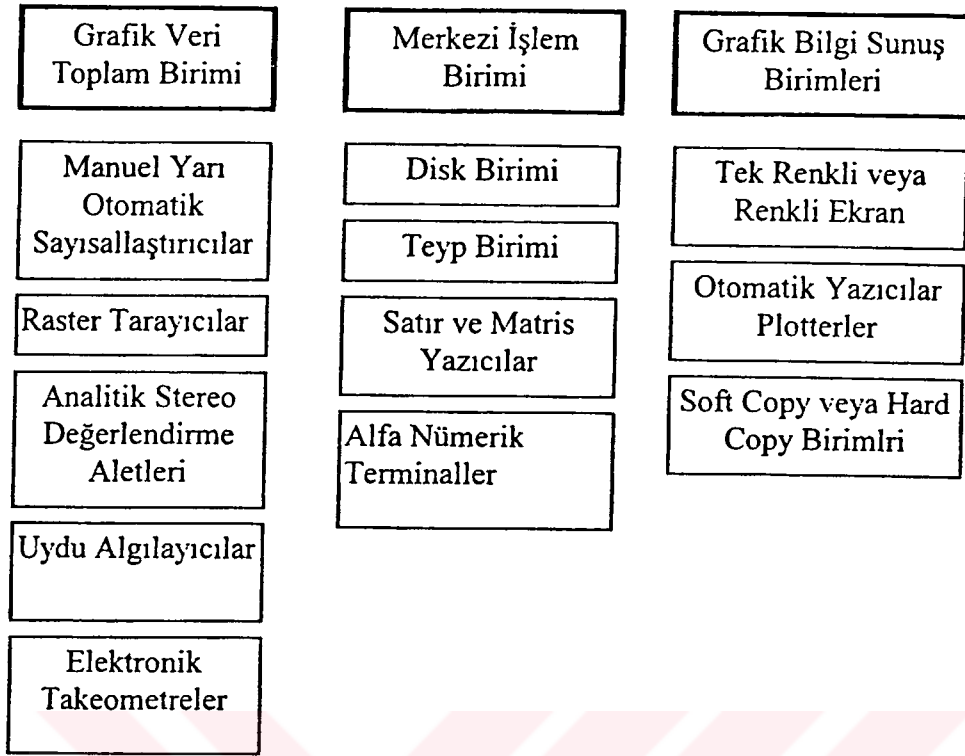 Grafik Veri
Toplam Birimi
Manuel Yarı
Otomatik
Sayısallaştırıcılar
Raster Tarayıcılar
Analitik Stereo
Değerlendirme
Aletleri
Uydu Algılayıcılar
Elektronik
Takeometreler
Merkezi İşlem
Birimi
Disk Birimi
Teyp Birimi
Satır ve Matris
Yazıcılar
Alfa Nümerik
Terminaller
Grafik Bilgi Sunuş
Birimleri
Tek Renkli veya
Renkli Ekran
Otomatik Yazıcılar
Plotterler
Soft Copy veya Hard
Copy Birimlri